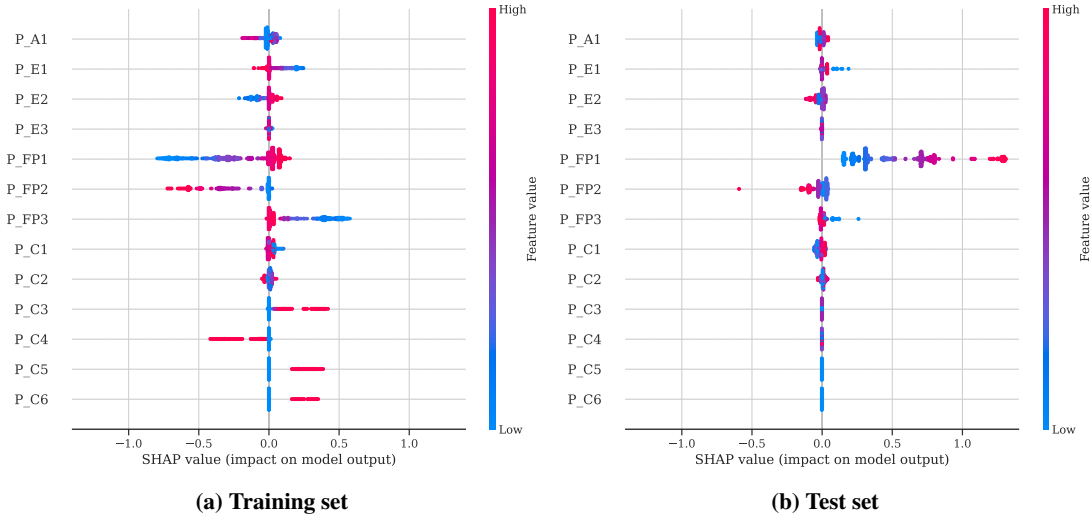 High
P_A1
P_E1
P_E2
P_E3
P_FP1
P_FP2
P_FP3
P_C1
P_C2
P_C3
P_C4
P_C5
P_C6
Feature value
Low
−1.0 −0.5 0.0 0.5 1.0
SHAP value (impact on model output)
(a) Training set
High
P_A1
P_E1
P_E2
P_E3
P_FP1
P_FP2
P_FP3
P_C1
P_C2
P_C3
P_C4
P_C5
P_C6
Feature value
Low
−1.0 −0.5 0.0 0.5 1.0
SHAP value (impact on model output)
(b) Test set